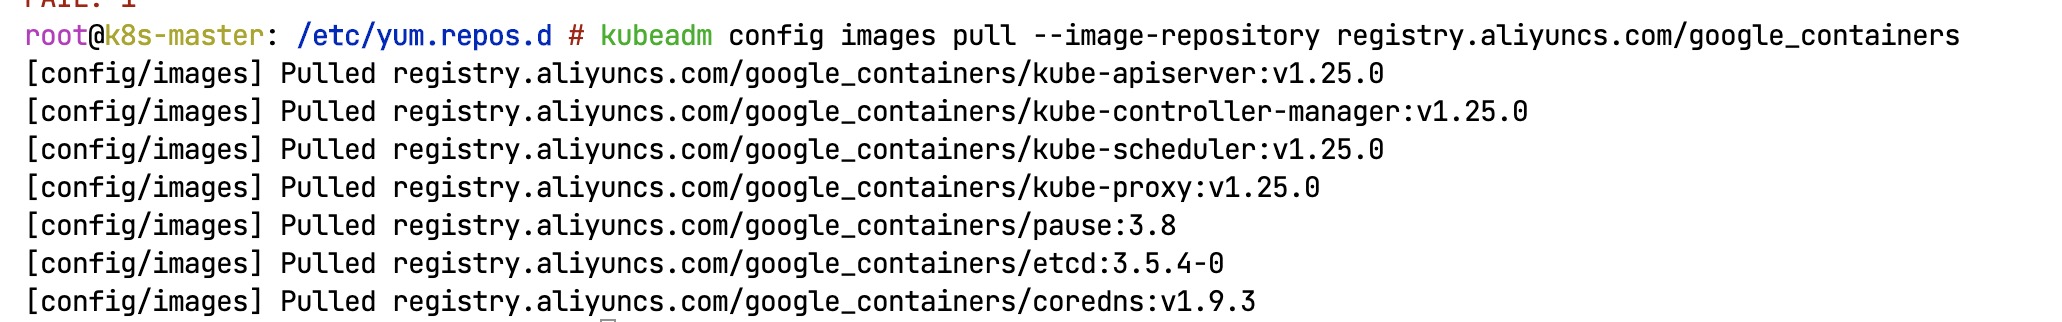 FAIL: 1
root@k8s-master: /etc/yum.repos.d # kubeadm config images pull --image-repository registry.aliyuncs.com/google_containers
[config/images] Pulled registry.aliyuncs.com/google_containers/kube-apiserver:v1.25.0
[config/images] Pulled registry.aliyuncs.com/google_containers/kube-controller-manager:v1.25.0
[config/images] Pulled registry.aliyuncs.com/google_containers/kube-scheduler:v1.25.0
[config/images] Pulled registry.aliyuncs.com/google_containers/kube-proxy:v1.25.0
[config/images] Pulled registry.aliyuncs.com/google_containers/pause:3.8
[config/images] Pulled registry.aliyuncs.com/google_containers/etcd:3.5.4-0
[config/images] Pulled registry.aliyuncs.com/google_containers/coredns:v1.9.3